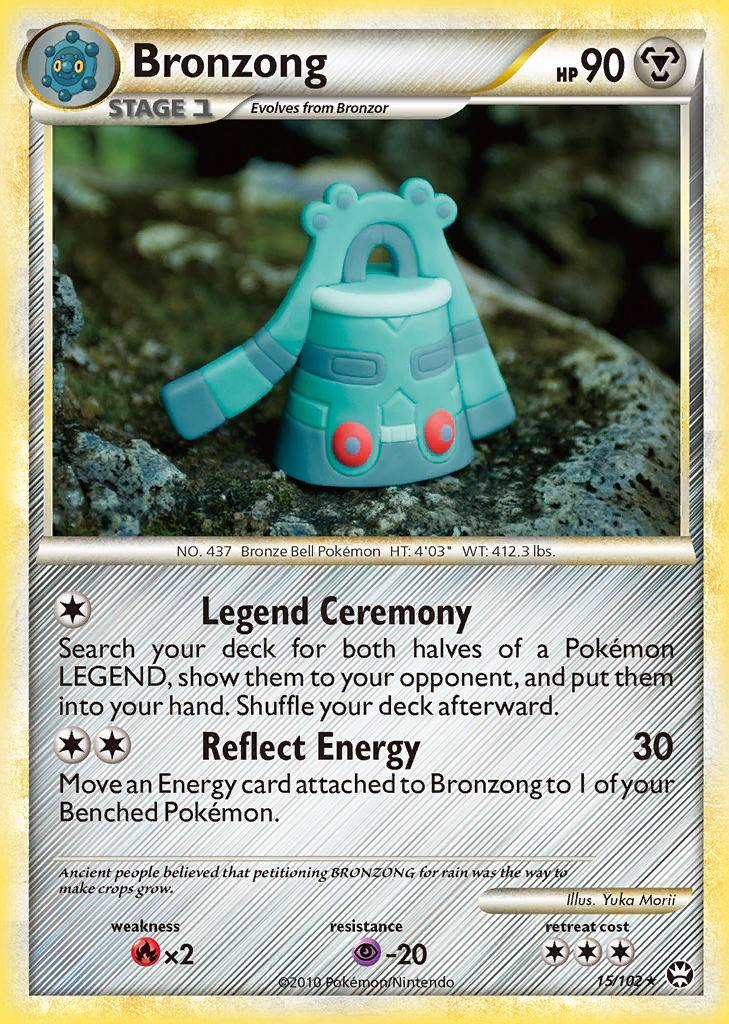 Bronzong
HP 90
STAGE 1
Evolves from Bronzor
NO. 437 Bronze Bell Pokémon HT: 4'03" WT: 412.3 lbs.
Legend Ceremony
Search your deck for both halves of a Pokémon
LEGEND, show them to your opponent, and put them
into your hand. Shuffle your deck afterward.
Reflect Energy 30
Move an Energy card attached to Bronzong to 1 of your
Benched Pokémon.
Ancient people believed that petitioning BRONZONG for rain was the way to
make crops grow.
Illus. Yuka Morii
weakness resistance retreat cost
×2 -20
©2010 Pokémon/Nintendo 15/102★